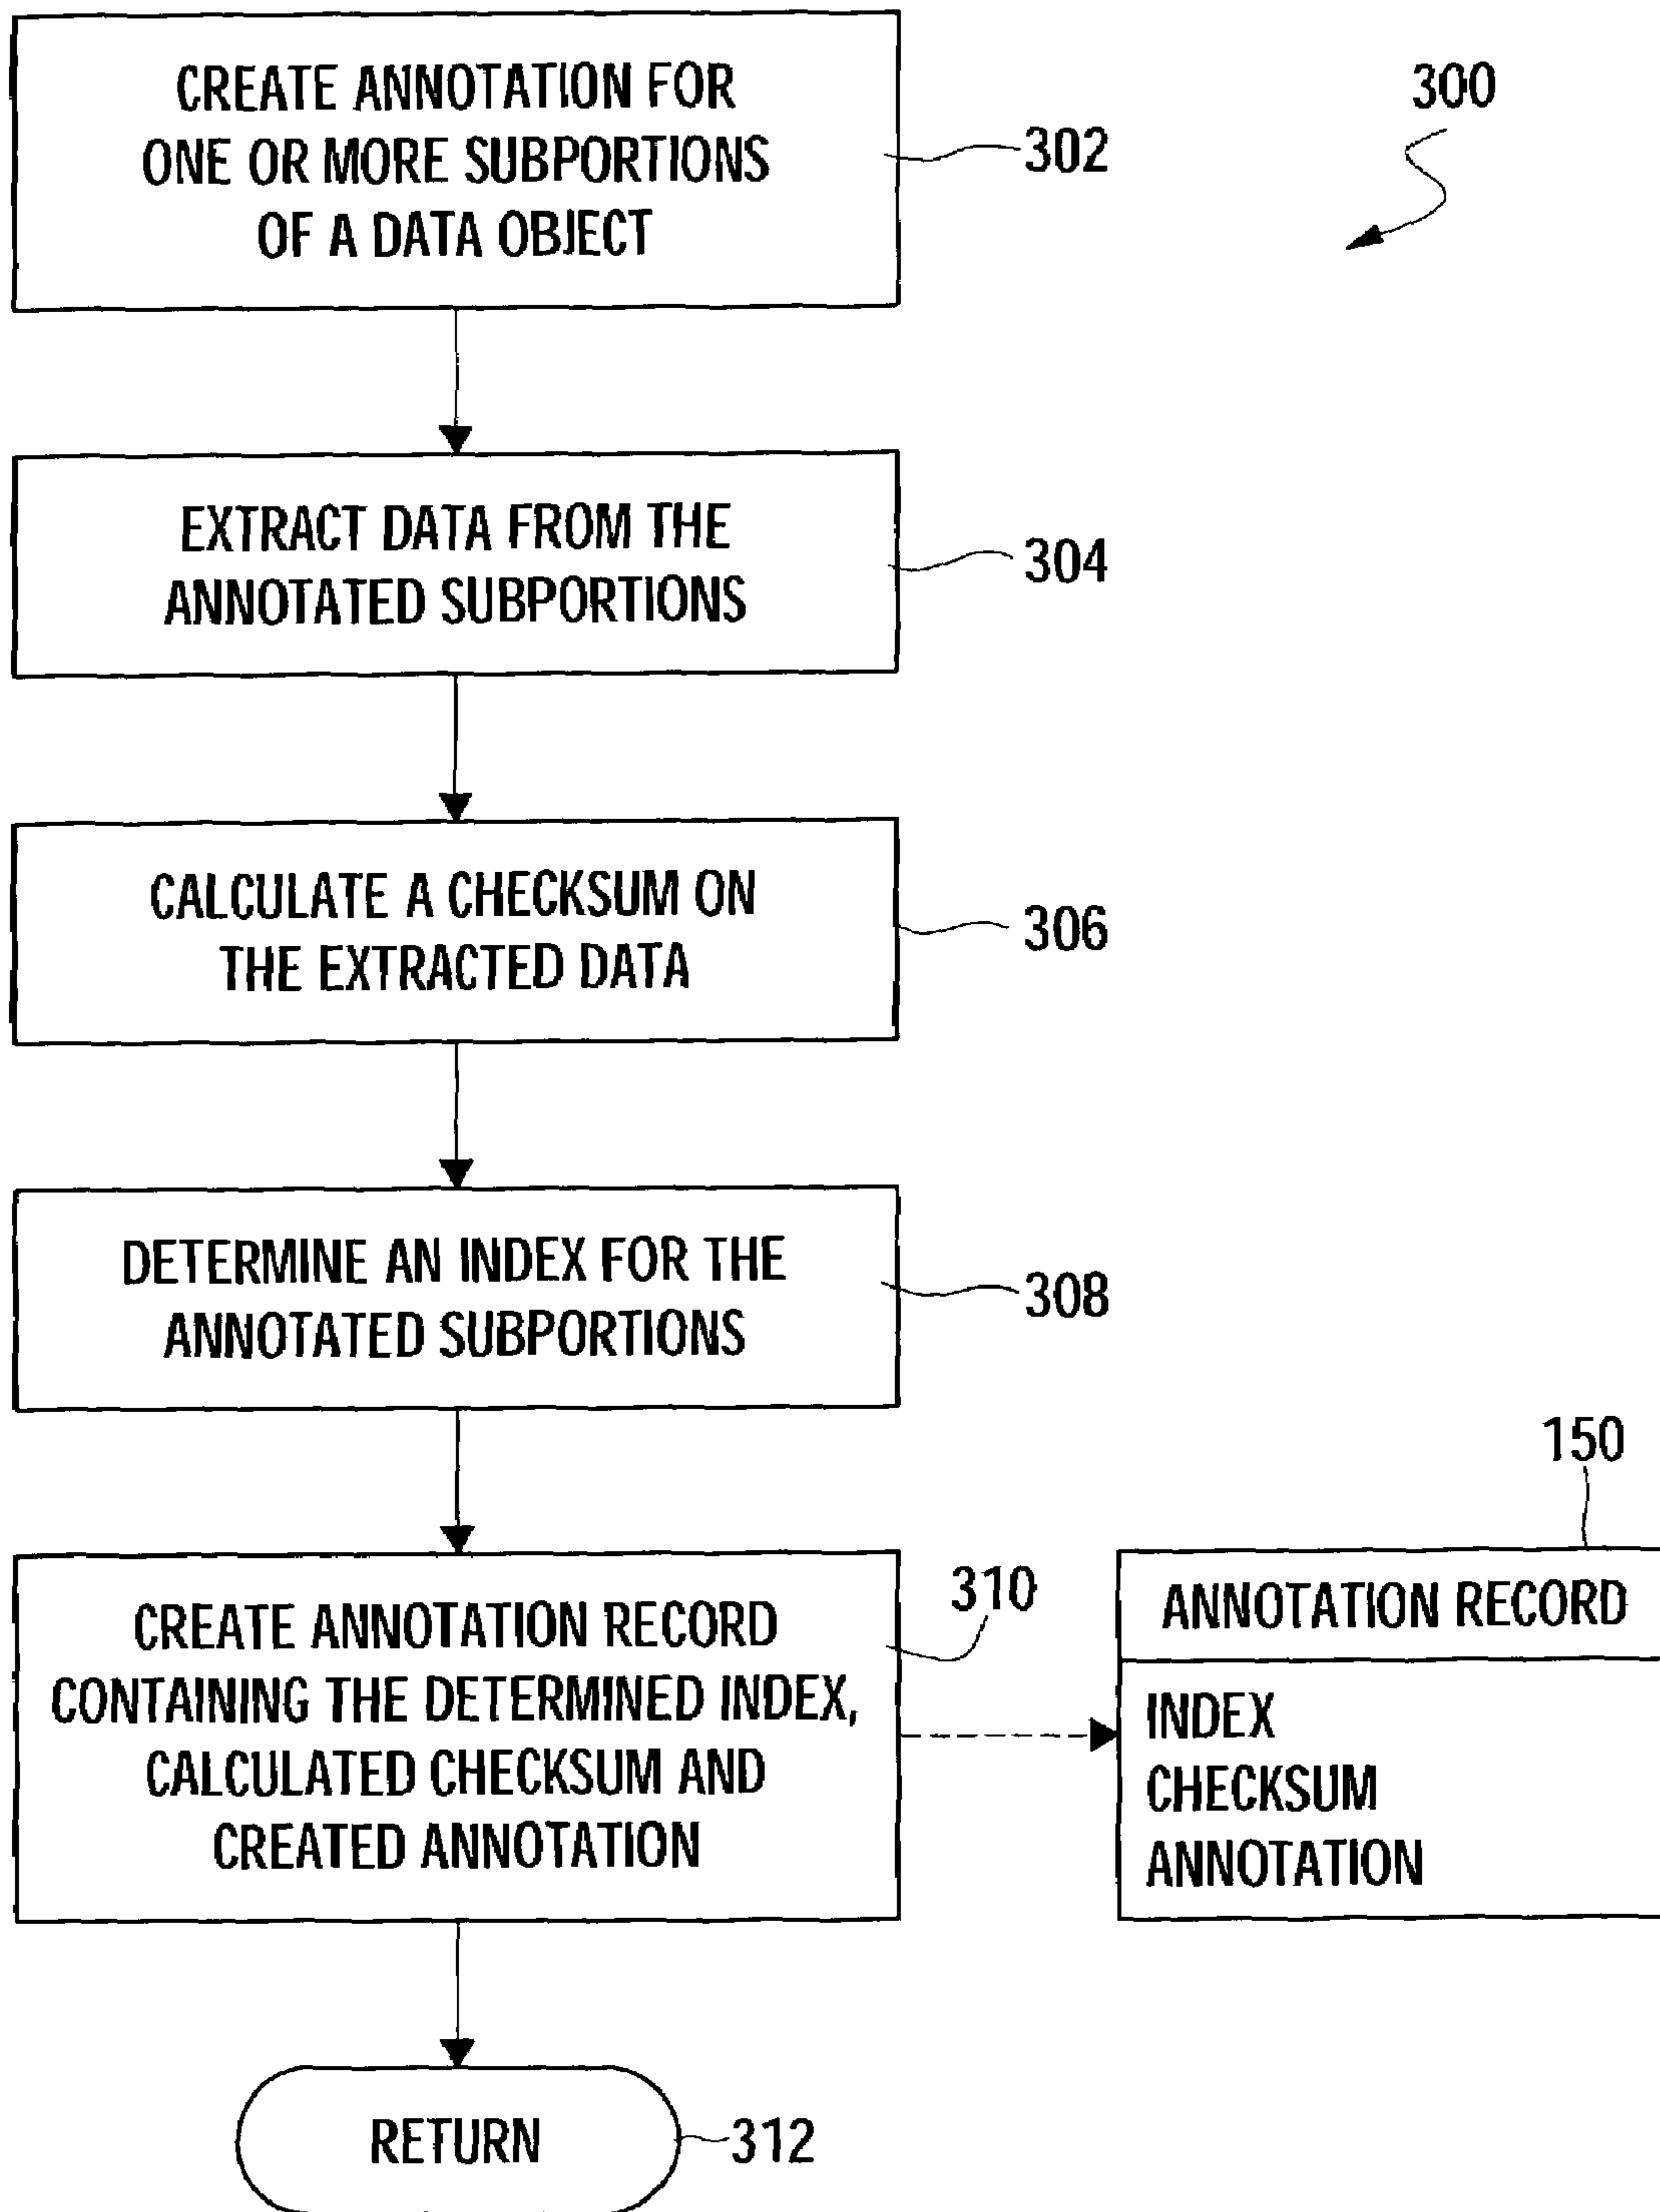 CREATE ANNOTATION FOR
ONE OR MORE SUBPORTIONS
OF A DATA OBJECT
302
300
EXTRACT DATA FROM THE
ANNOTATED SUBPORTIONS
304
CALCULATE A CHECKSUM ON
THE EXTRACTED DATA
306
DETERMINE AN INDEX FOR THE
ANNOTATED SUBPORTIONS
308
CREATE ANNOTATION RECORD
CONTAINING THE DETERMINED INDEX,
CALCULATED CHECKSUM AND
CREATED ANNOTATION
310
150
ANNOTATION RECORD
INDEX
CHECKSUM
ANNOTATION
RETURN
312